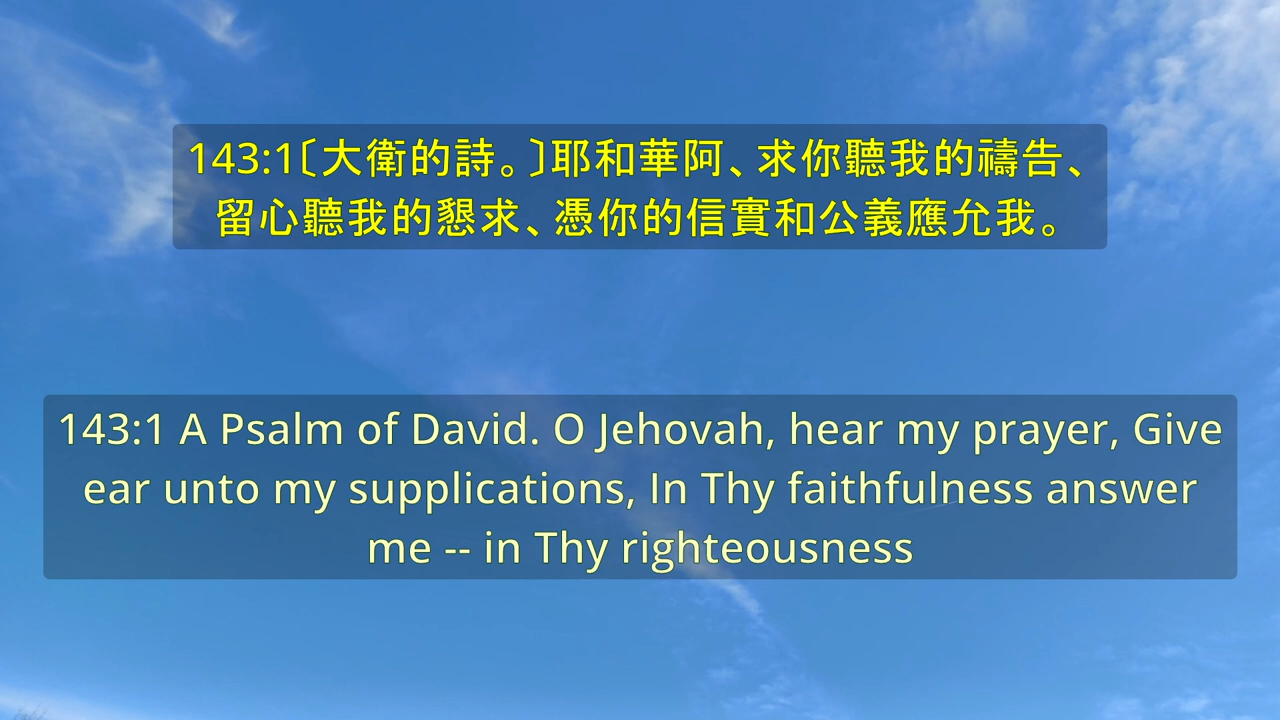 143:1〔大衛的詩。〕耶和華阿、求你聽我的禱告、
留心聽我的懇求、憑你的信實和公義應允我。
143:1 A Psalm of David. O Jehovah, hear my prayer, Give
ear unto my supplications, In Thy faithfulness answer
me -- in Thy righteousness